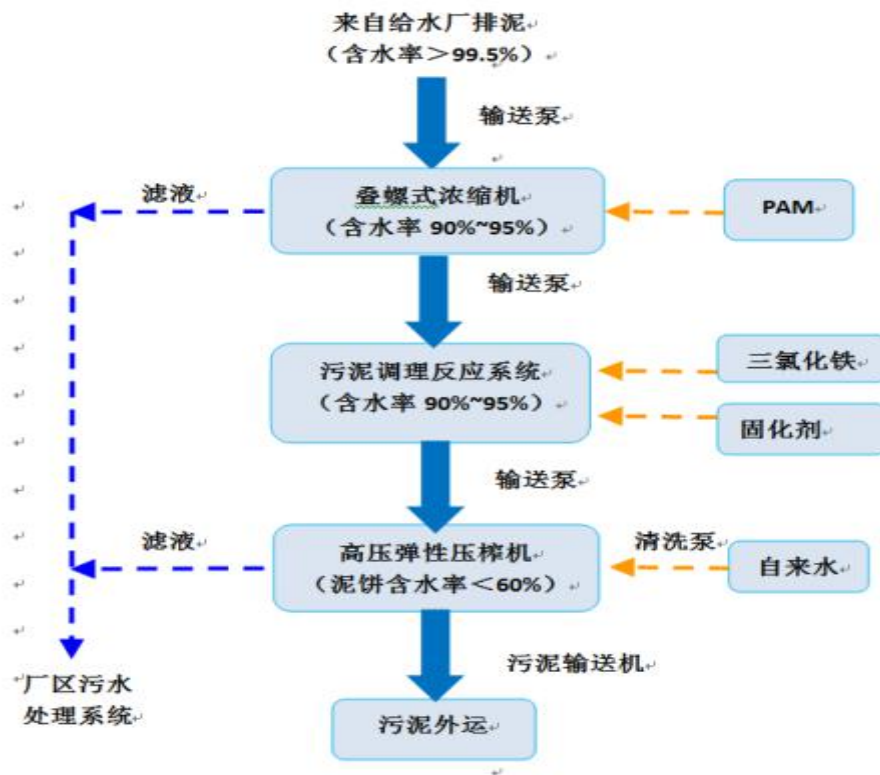 来自给水厂排泥
（含水率＞99.5%）
输送泵
滤液
叠螺式浓缩机
（含水率 90%~95%）
PAM
输送泵
污泥调理反应系统
（含水率 90%~95%）
三氯化铁
固化剂
输送泵
滤液
高压弹性压榨机
（泥饼含水率＜60%）
清洗泵
自来水
污泥输送机
厂区污水
处理系统
污泥外运